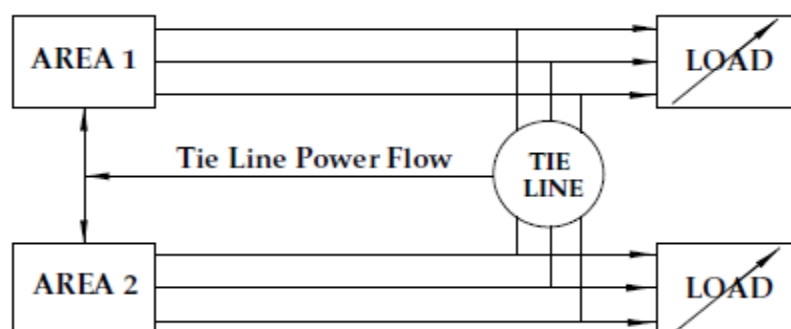 AREA 1
LOAD
Tie Line Power Flow
TIE
LINE
AREA 2
LOAD